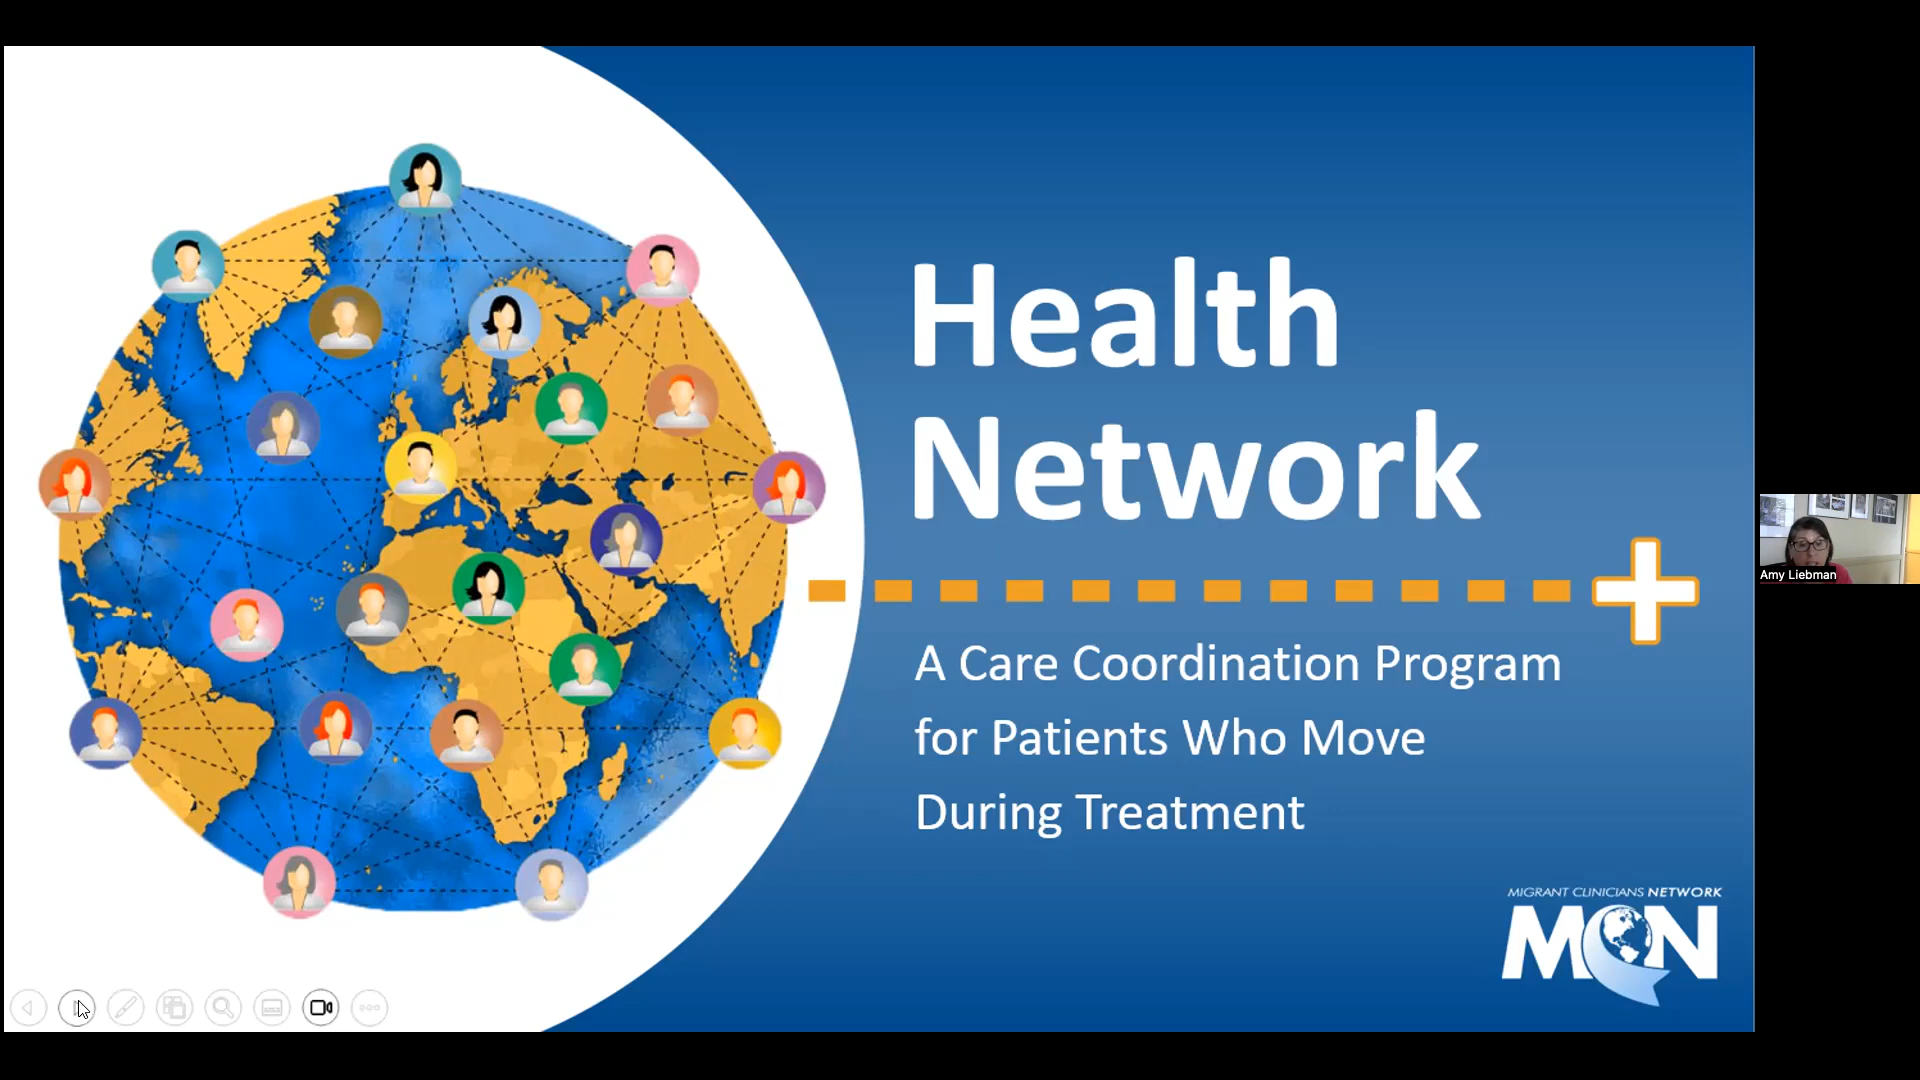 Health
Network
A Care Coordination Program
for Patients Who Move
During Treatment
MIGRANT CLINICIANS NETWORK
MCN
Amy Liebman